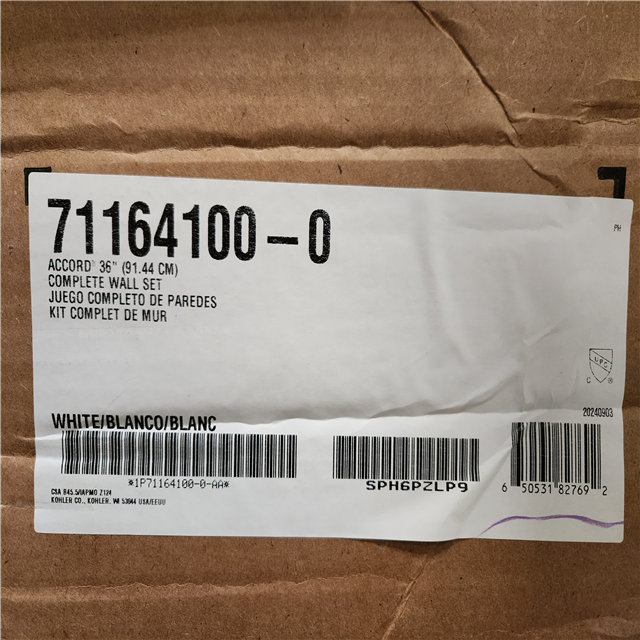 71164100-0
PH
ACCORD® 36" (91.44 CM)
COMPLETE WALL SET
JUEGO COMPLETO DE PAREDES
KIT COMPLET DE MUR
UPC
C ®
WHITE/BLANCO/BLANC
20240903
*1P71164100-0-AA*
SPH6PZLP9
6 50531 82769 2
CSA B45.5/IAPMO Z124
KOHLER CO., KOHLER, WI 53044 USA/EEUU